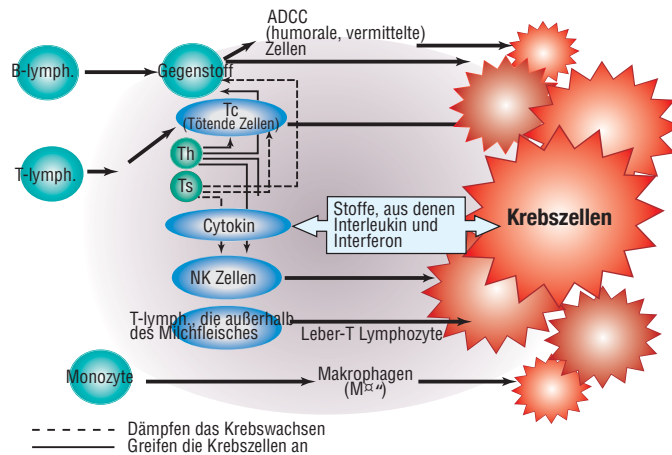 ADCC
(humorale, vermittelte)
Zellen
B-lymph.
Gegenstoff
Tc
(Tötende Zellen)
Th
T-lymph.
Ts
Cytokin
Stoffe, aus denen
Interleukin und
Interferon
Krebszellen
NK Zellen
T-lymph., die außerhalb
des Milchfleisches
Leber-T Lymphozyte
Monozyte
Makrophagen
(M¤“)
Dämpfen das Krebswachsen
Greifen die Krebszellen an